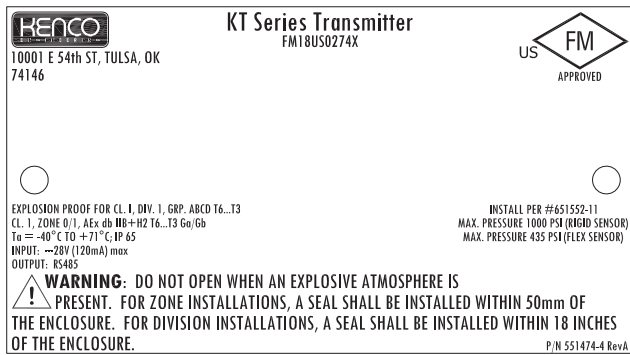 KENCO
KT Series Transmitter
FM18US0274X
10001 E 54th ST, TULSA, OK
74146
US
FM
APPROVED
EXPLOSION PROOF FOR CL. I, DIV. 1, GRP. ABCD T6...T3
CL. 1, ZONE 0/1, AEx db IIB+H2 T6...T3 Ga/Gb
Ta = -40°C TO +71°C; IP 65
INPUT: ⎓28V (120mA) max
OUTPUT: RS485
INSTALL PER #651552-11
MAX. PRESSURE 1000 PSI (RIGID SENSOR)
MAX. PRESSURE 435 PSI (FLEX SENSOR)
WARNING: DO NOT OPEN WHEN AN EXPLOSIVE ATMOSPHERE IS
PRESENT. FOR ZONE INSTALLATIONS, A SEAL SHALL BE INSTALLED WITHIN 50mm OF
THE ENCLOSURE. FOR DIVISION INSTALLATIONS, A SEAL SHALL BE INSTALLED WITHIN 18 INCHES
OF THE ENCLOSURE.
P/N 551474-4 RevA